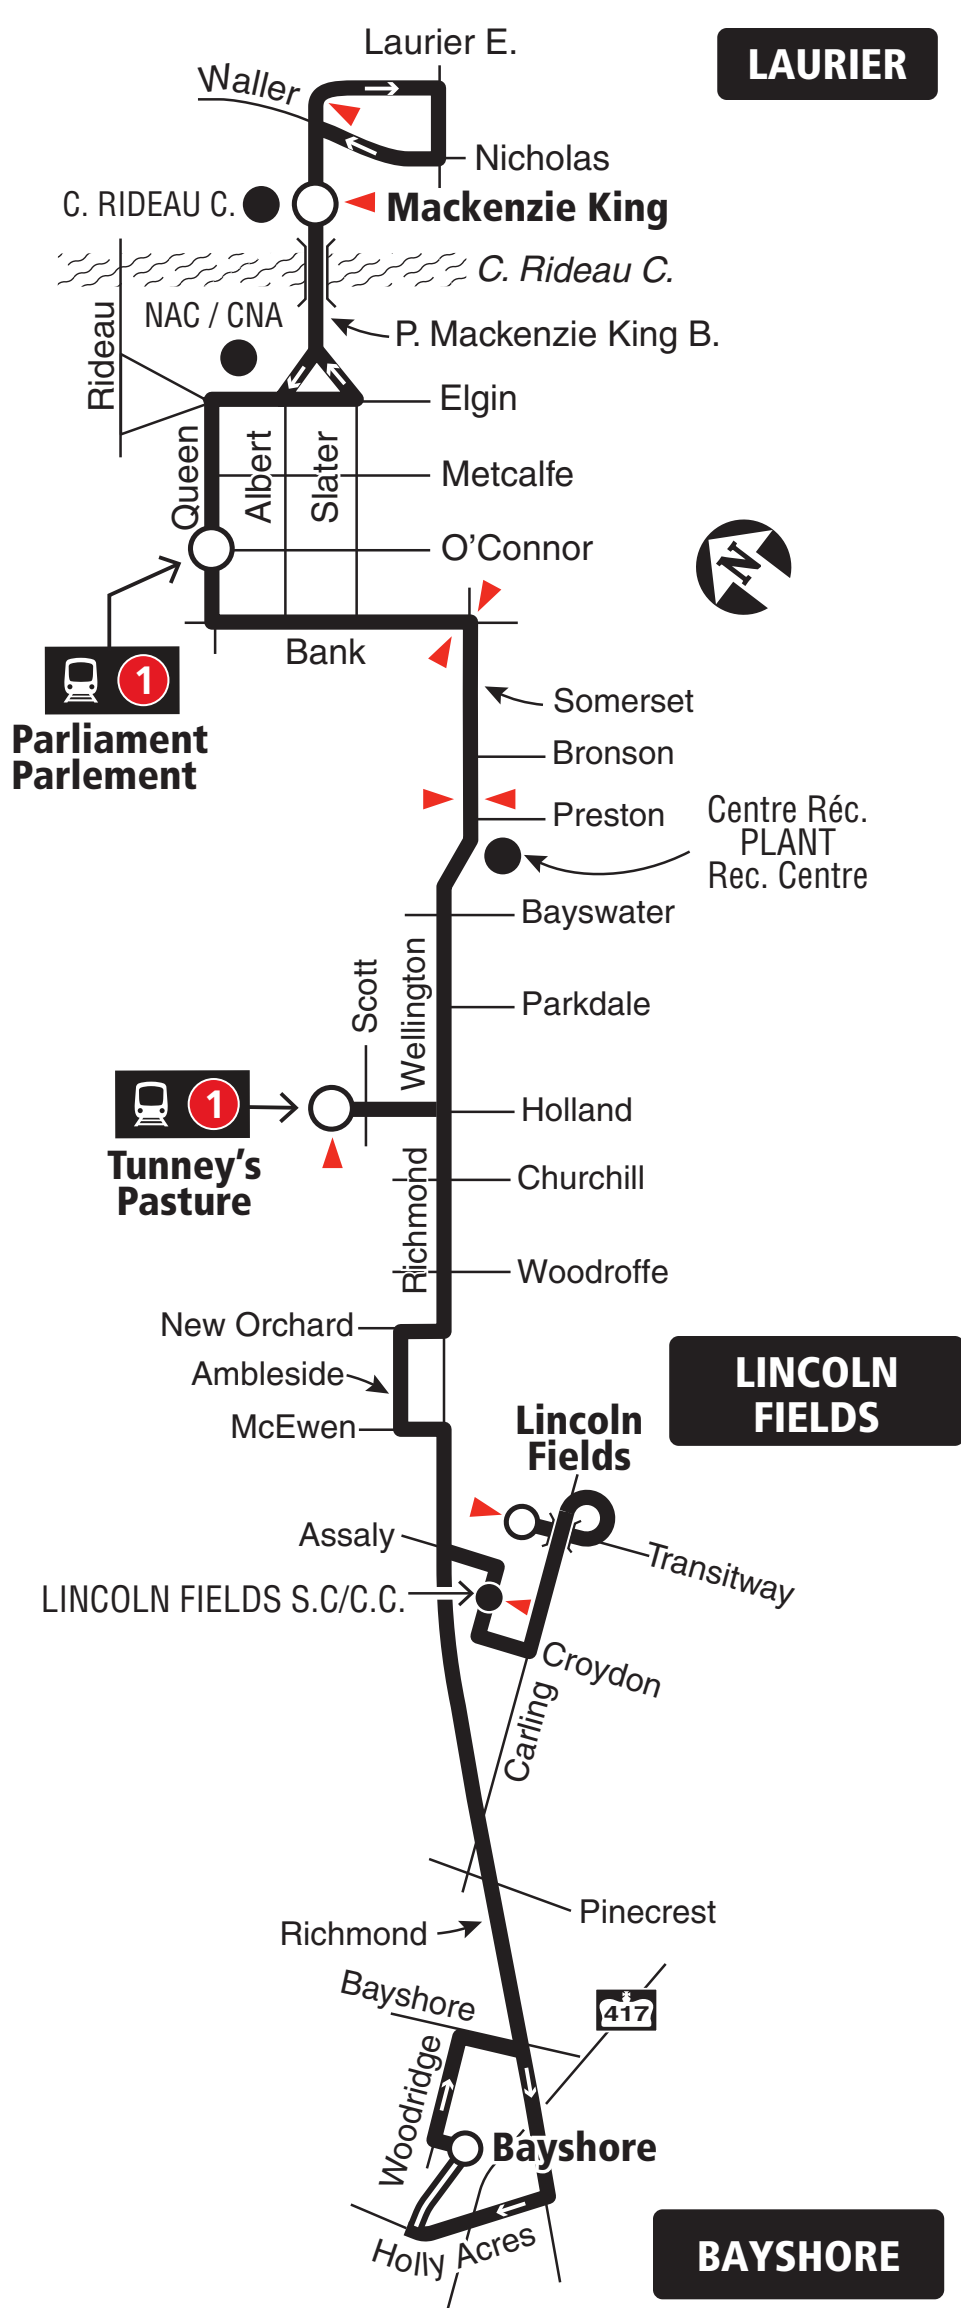 Laurier E.
LAURIER
Waller
Nicholas
C. RIDEAU C.
Mackenzie King
C. Rideau C.
NAC / CNA
P. Mackenzie King B.
Rideau
Elgin
Queen
Albert
Slater
Metcalfe
O'Connor
N
Bank
1
Parliament
Parlement
Somerset
Bronson
Preston
Centre Réc.
PLANT
Rec. Centre
Bayswater
Scott
Wellington
Parkdale
1
Tunney's
Pasture
Holland
Churchill
Richmond
Woodroffe
New Orchard
Ambleside
McEwen
LINCOLN
FIELDS
Lincoln
Fields
Assaly
Transitway
LINCOLN FIELDS S.C/C.C.
Croydon
Carling
Pinecrest
Richmond
Bayshore
417
Woodridge
Bayshore
Holly Acres
BAYSHORE